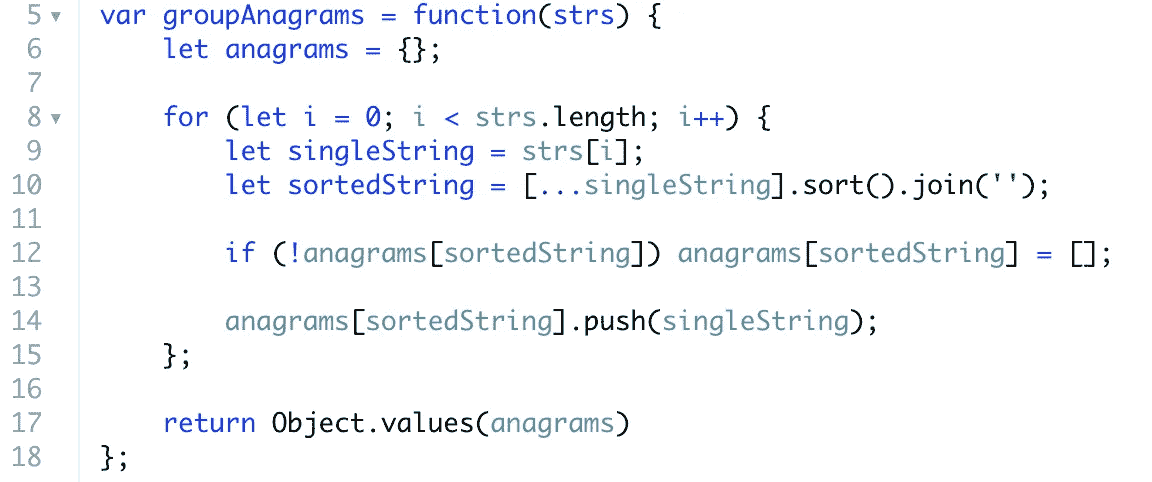 5 ▾ var groupAnagrams = function(strs) {
6 let anagrams = {};
7
8 ▾ for (let i = 0; i < strs.length; i++) {
9 let singleString = strs[i];
10 let sortedString = [...singleString].sort().join('');
11
12 if (!anagrams[sortedString]) anagrams[sortedString] = [];
13
14 anagrams[sortedString].push(singleString);
15 };
16
17 return Object.values(anagrams)
18 };